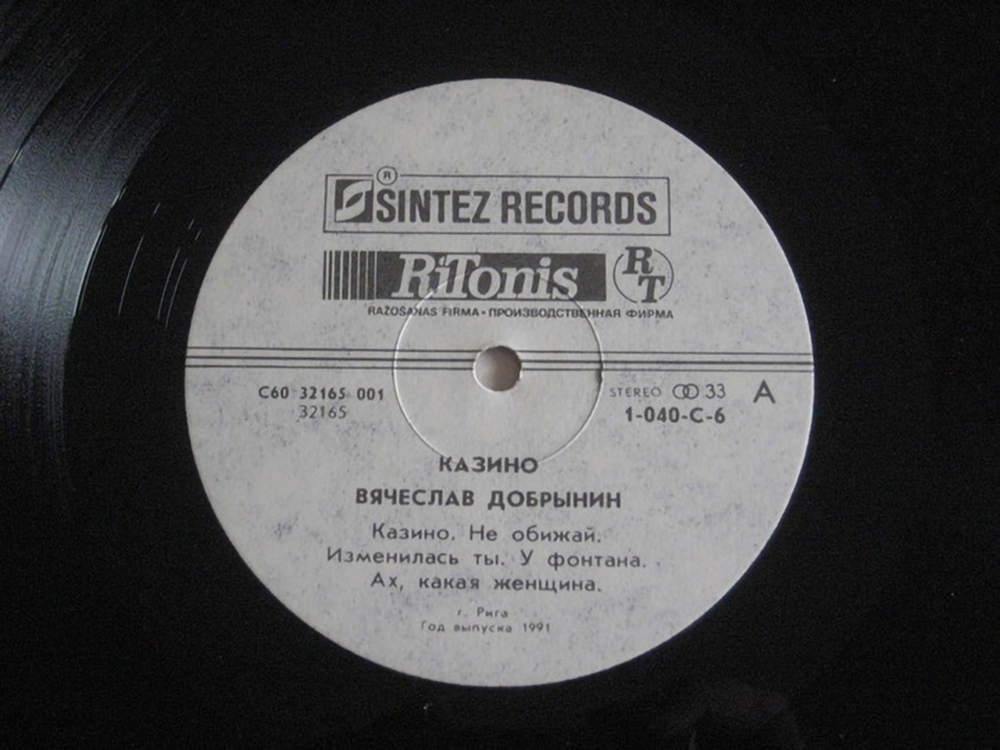 ®
SINTEZ RECORDS
RiTonis RT
RAŽOŠANAS FIRMA • ПРОИЗВОДСТВЕННАЯ ФИРМА
С60 32165 001 STEREO 33 A
32165 1-040-С-6
КАЗИНО
ВЯЧЕСЛАВ ДОБРЫНИН
Казино. Не обижай.
Изменилась ты. У фонтана.
Ах, какая женщина.
г. Рига
Год выпуска 1991